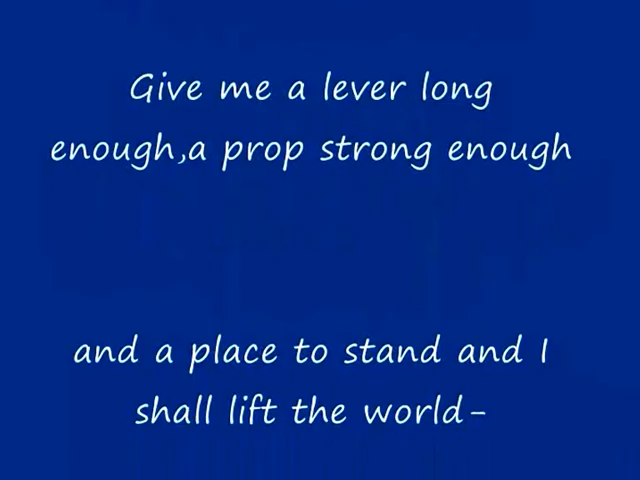 Give me a lever long
enough,a prop strong enough
and a place to stand and I
shall lift the world-